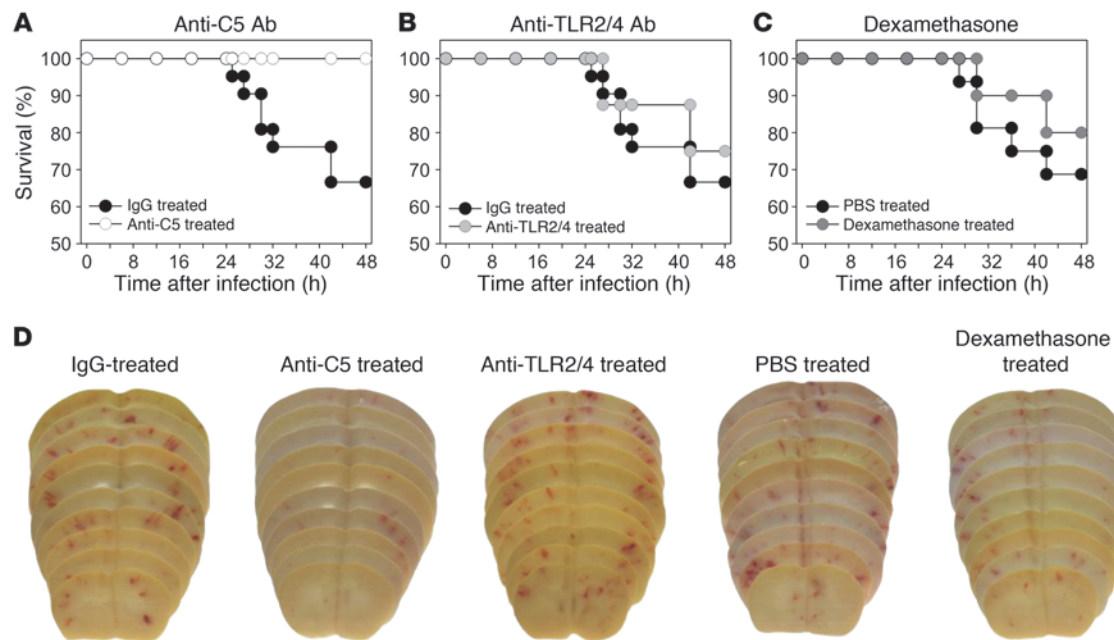 A
Anti-C5 Ab
B
Anti-TLR2/4 Ab
C
Dexamethasone
Survival (%)
100
90
80
70
60
50
IgG treated
Anti-C5 treated
0 8 16 24 32 40 48
Time after infection (h)
100
90
80
70
60
50
IgG treated
Anti-TLR2/4 treated
0 8 16 24 32 40 48
Time after infection (h)
100
90
80
70
60
50
PBS treated
Dexamethasone treated
0 8 16 24 32 40 48
Time after infection (h)
D
IgG-treated
Anti-C5 treated
Anti-TLR2/4 treated
PBS treated
Dexamethasone
treated